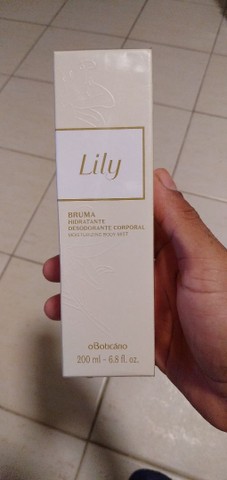 Lily
BRUMA
HIDRATANTE
DESODORANTE CORPORAL
MOISTURIZING BODY MIST
oBoticário
200 ml - 6.8 fl. oz.